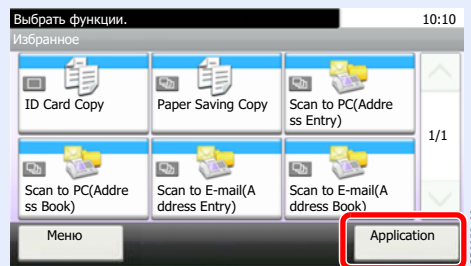 Выбрать функции.
10:10
Избранное
ID Card Copy
Paper Saving Copy
Scan to PC(Addre
ss Entry)
1/1
Scan to PC(Addre
ss Book)
Scan to E-mail(A
ddress Entry)
Scan to E-mail(A
ddress Book)
Меню
Application